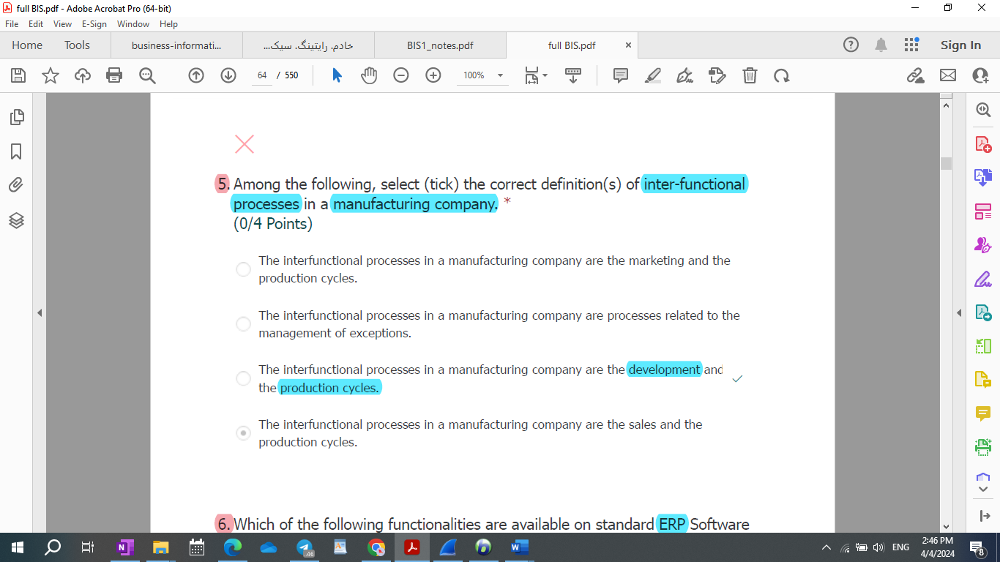 full BIS.pdf - Adobe Acrobat Pro (64-bit)
File Edit View E-Sign Window Help
Home Tools business-informati... خادم. رایتینگ. سیک... BIS1_notes.pdf full BIS.pdf × Sign In
64 / 550 100%
5. Among the following, select (tick) the correct definition(s) of inter-functional
processes in a manufacturing company. *
(0/4 Points)
The interfunctional processes in a manufacturing company are the marketing and the
production cycles.
The interfunctional processes in a manufacturing company are processes related to the
management of exceptions.
The interfunctional processes in a manufacturing company are the development and
the production cycles.
The interfunctional processes in a manufacturing company are the sales and the
production cycles.
6. Which of the following functionalities are available on standard ERP Software
.46 ENG 2:46 PM
4/4/2024 8